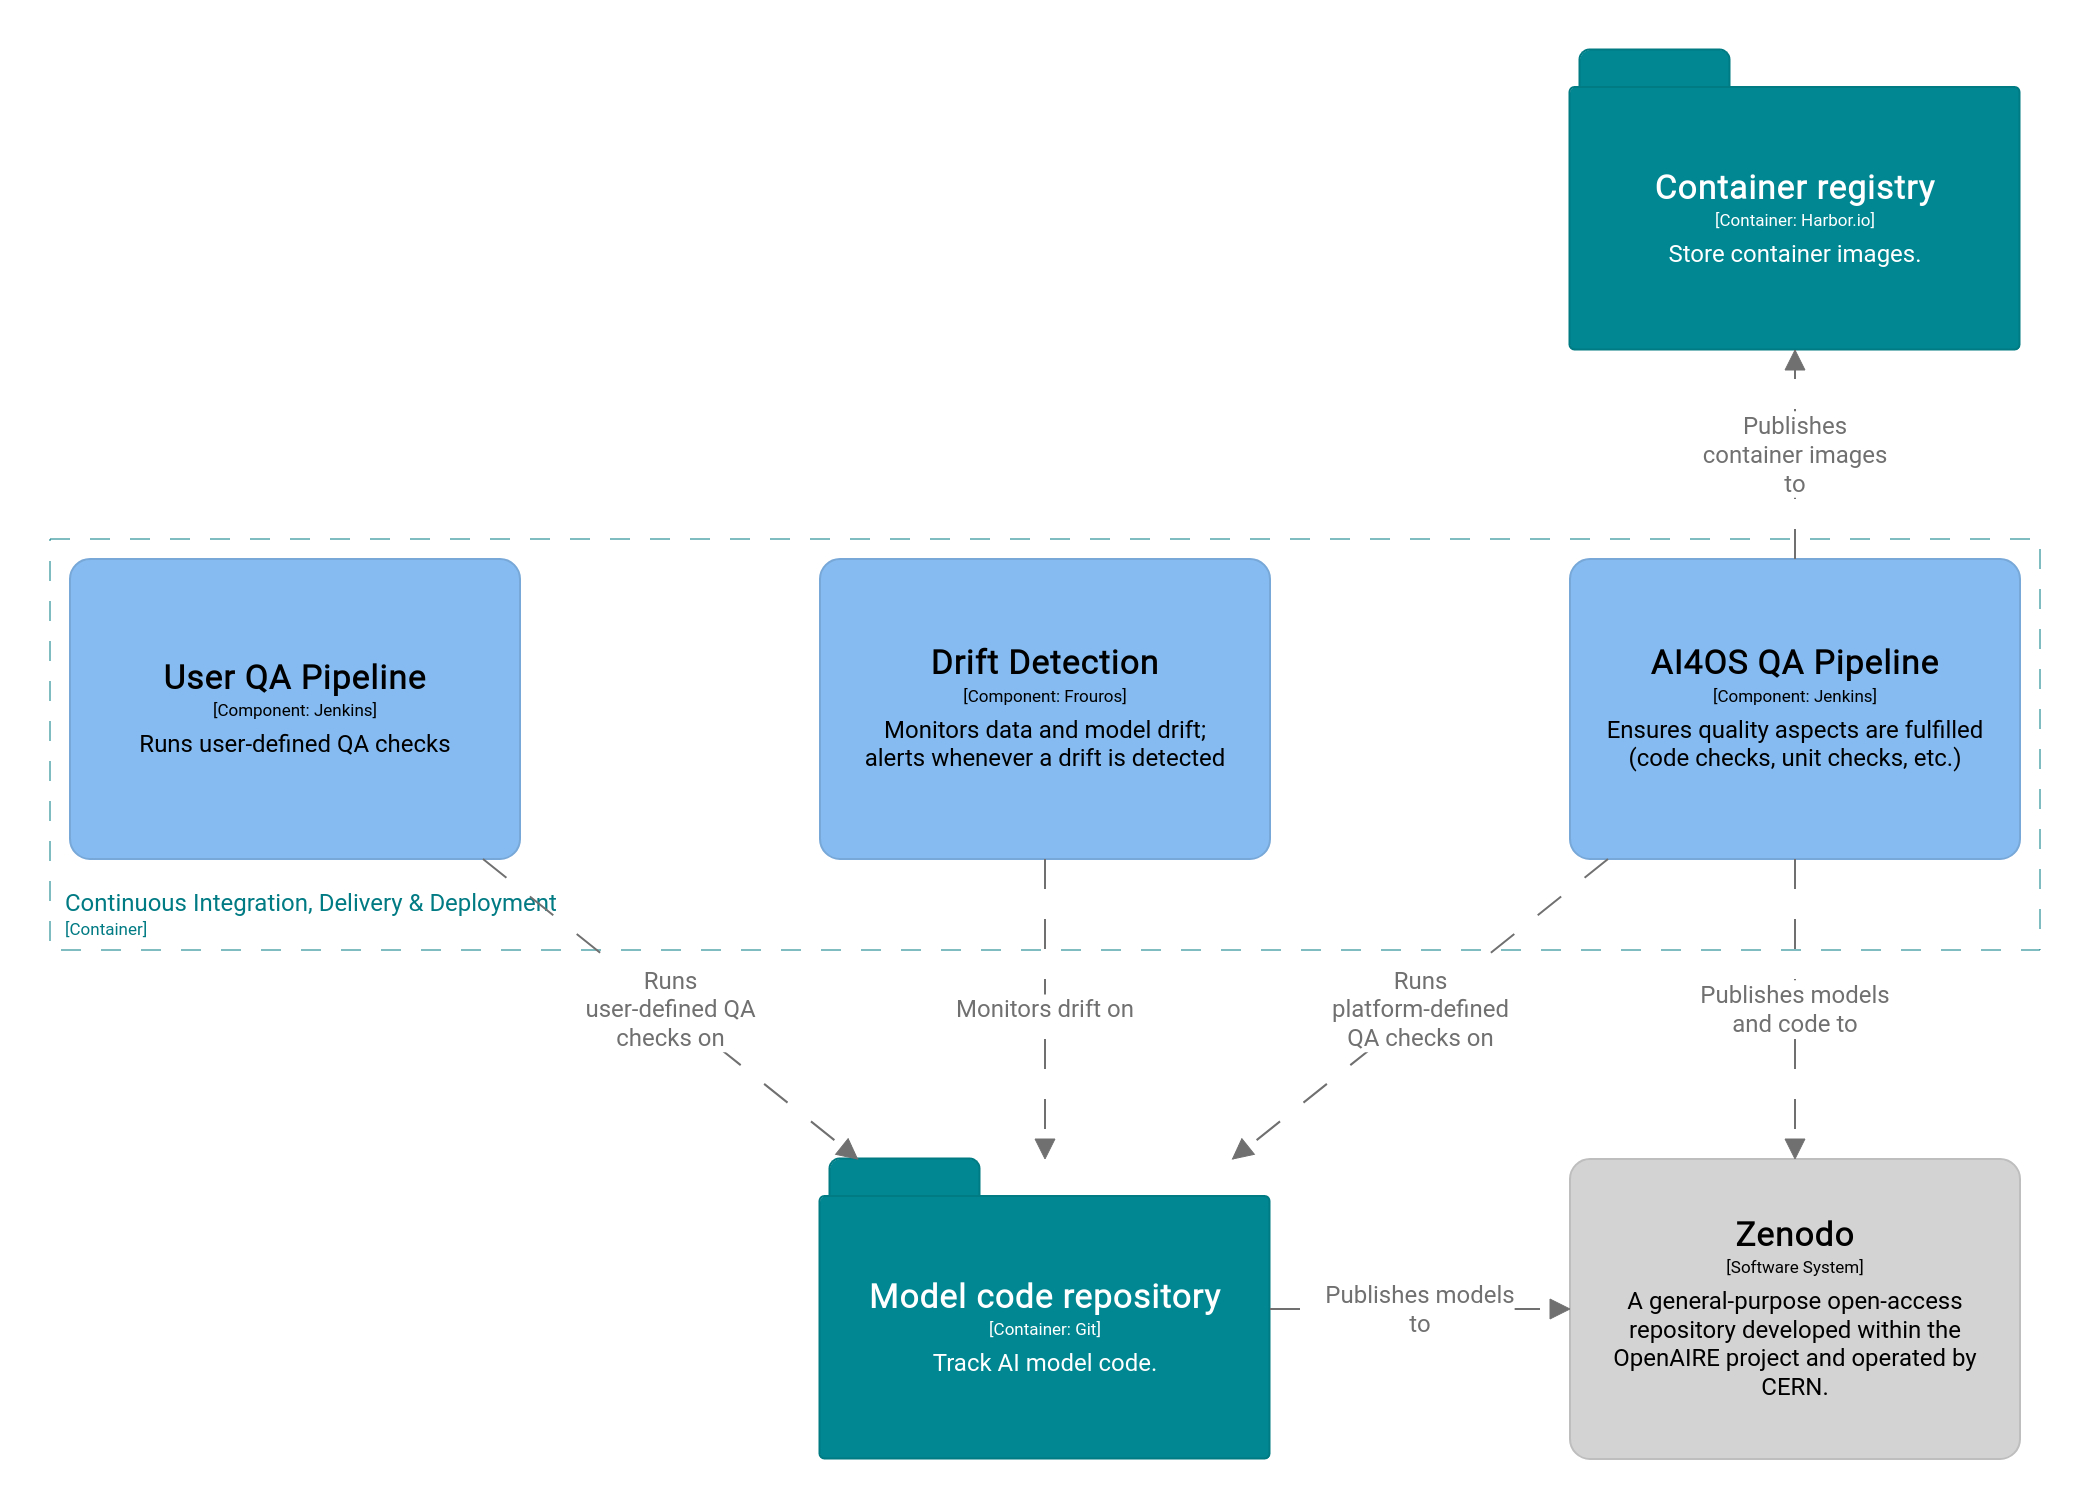 Container registry
[Container: Harbor.io]
Store container images.
Publishes
container images
to
User QA Pipeline
[Component: Jenkins]
Runs user-defined QA checks
Drift Detection
[Component: Frouros]
Monitors data and model drift;
alerts whenever a drift is detected
AI4OS QA Pipeline
[Component: Jenkins]
Ensures quality aspects are fulfilled
(code checks, unit checks, etc.)
Continuous Integration, Delivery & Deployment
[Container]
Runs
user-defined QA
checks on
Monitors drift on
Runs
platform-defined
QA checks on
Publishes models
and code to
Model code repository
[Container: Git]
Track AI model code.
Publishes models
to
Zenodo
[Software System]
A general-purpose open-access
repository developed within the
OpenAIRE project and operated by
CERN.